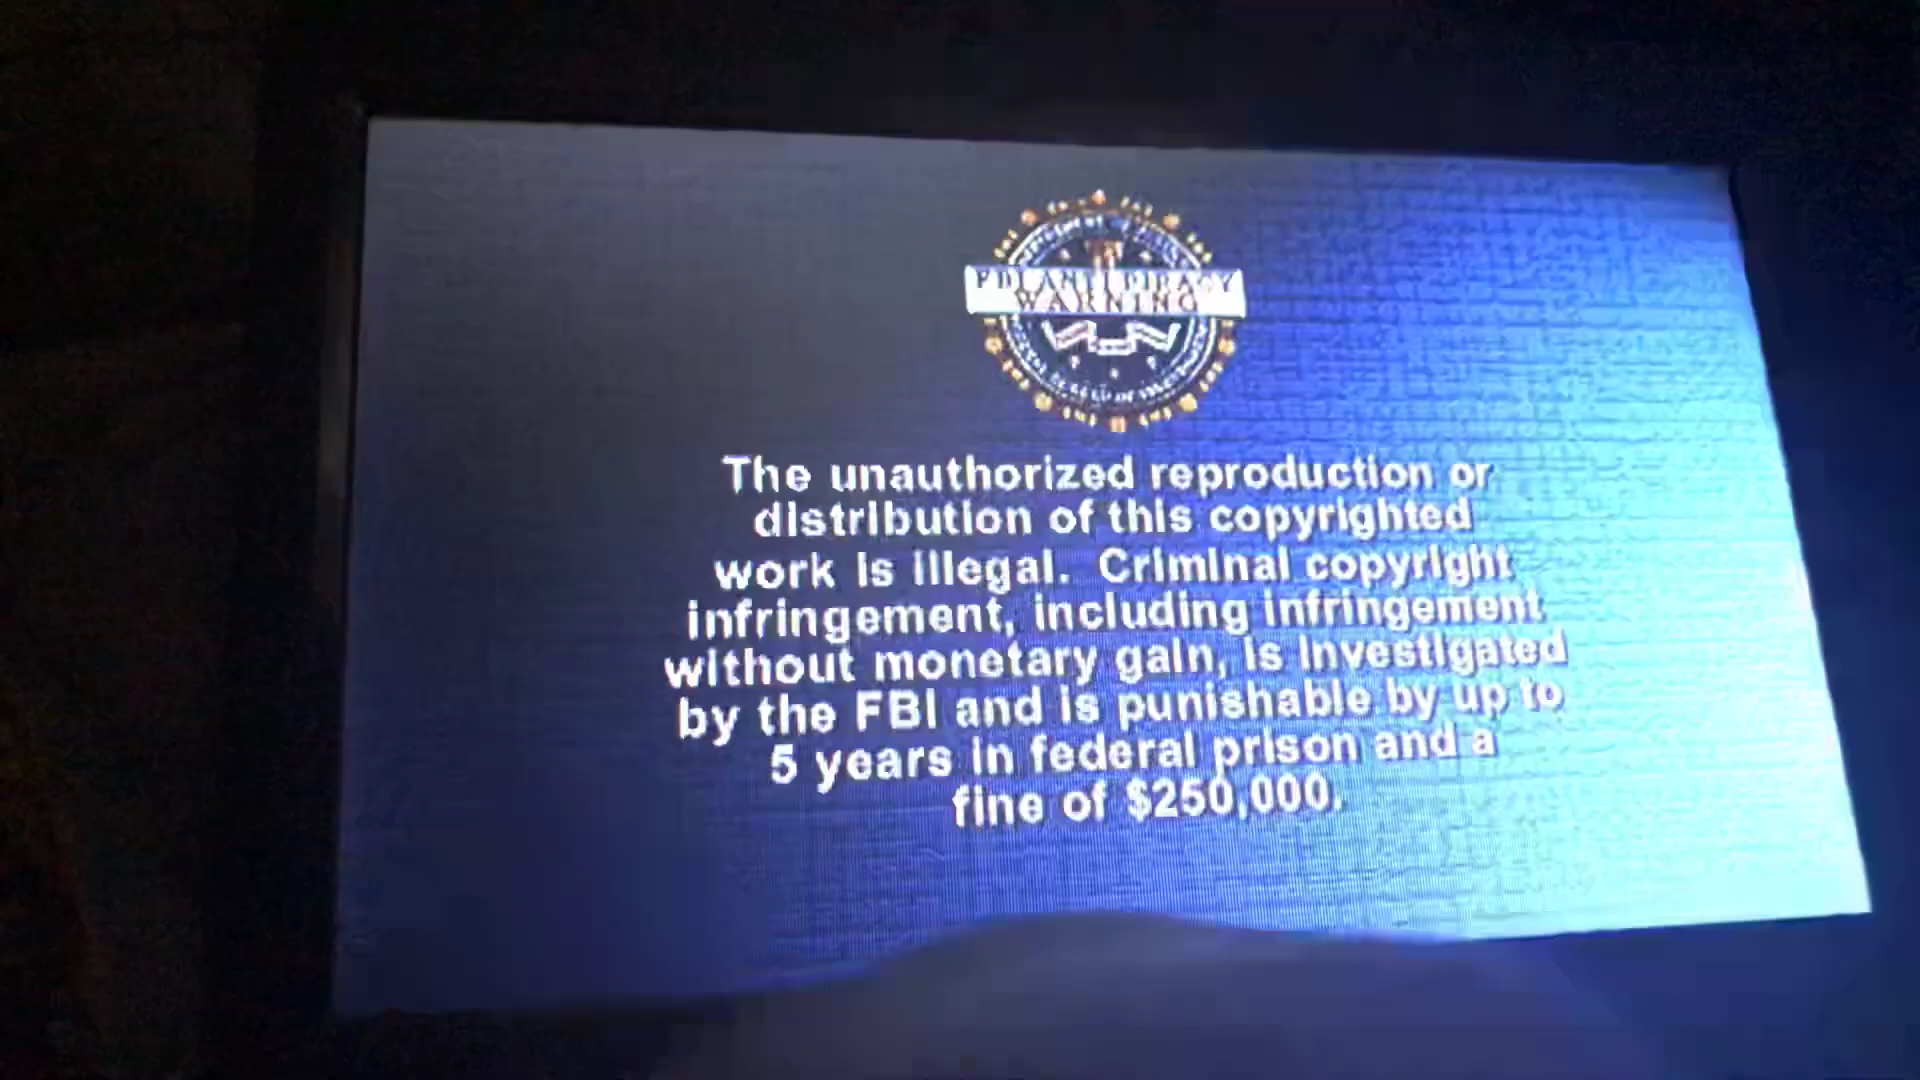 FBI ANTI-PIRACY
WARNING
The unauthorized reproduction or
distribution of this copyrighted
work is illegal. Criminal copyright
infringement, including infringement
without monetary gain, is investigated
by the FBI and is punishable by up to
5 years in federal prison and a
fine of $250,000.